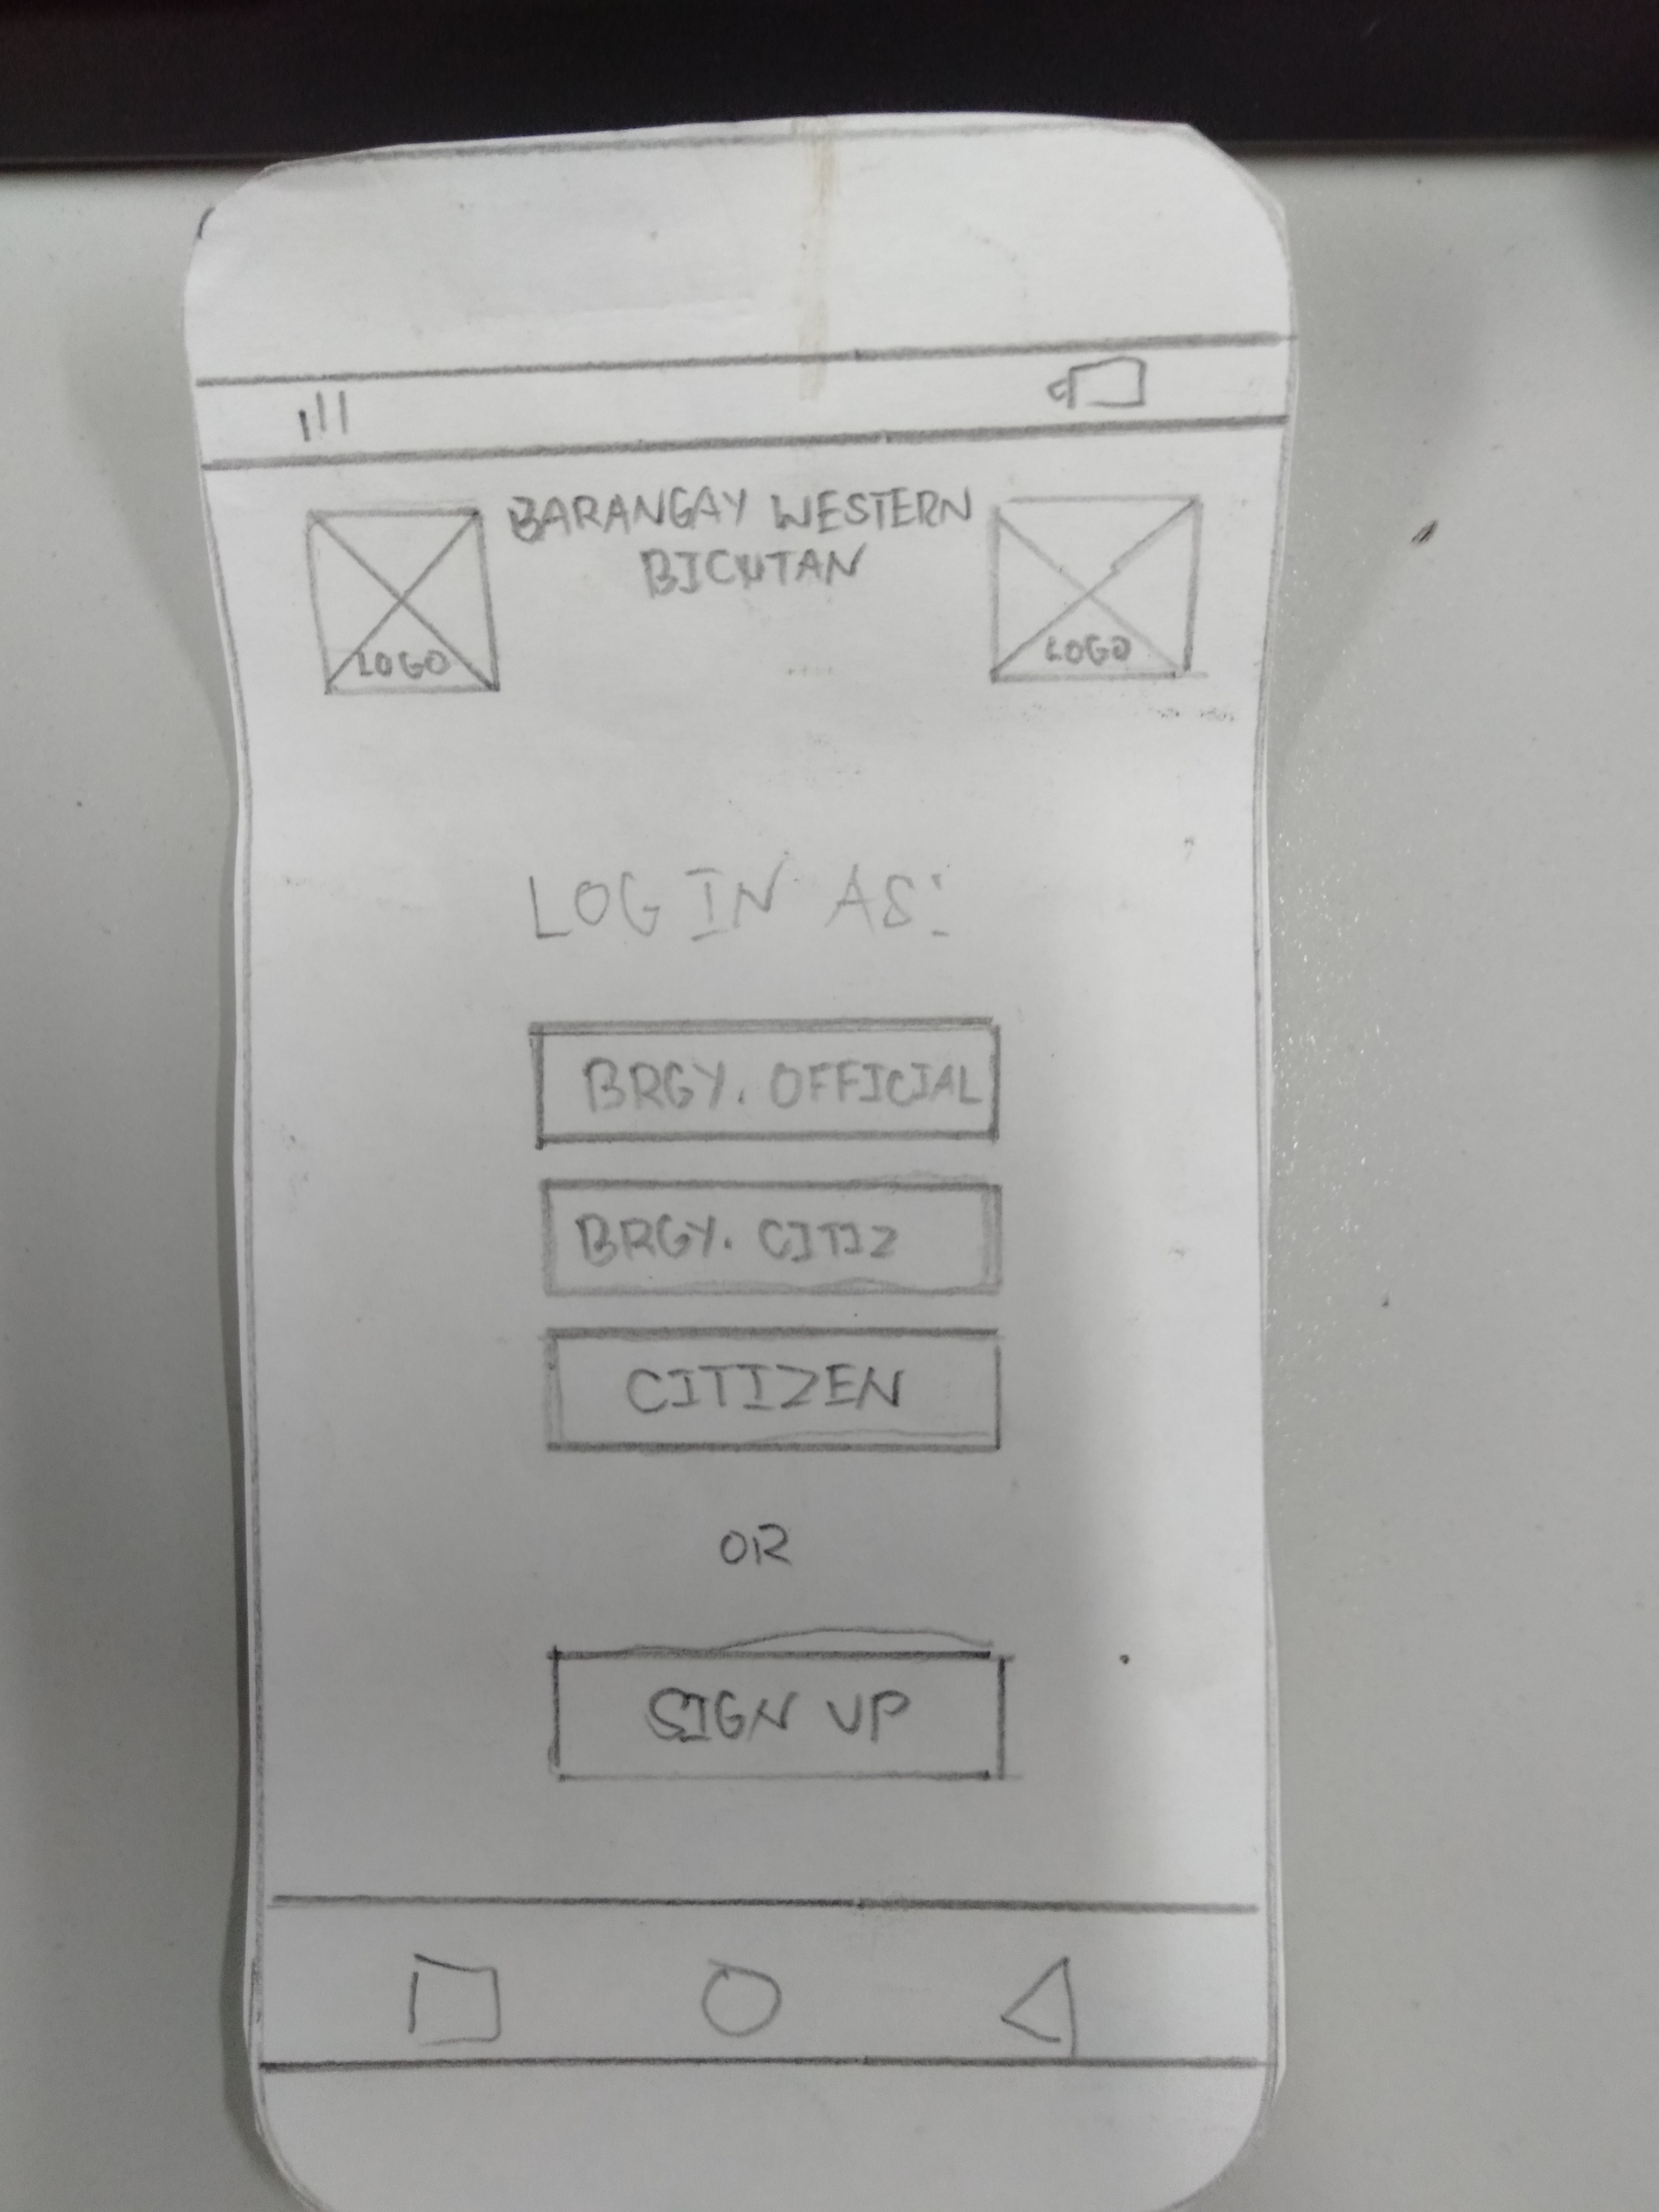 BARANGAY WESTERN
BICUTAN
LOGO
LOGO
LOG IN AS:
BRGY. OFFICIAL
BRGY. CITIZ
CITIZEN
OR
SIGN UP